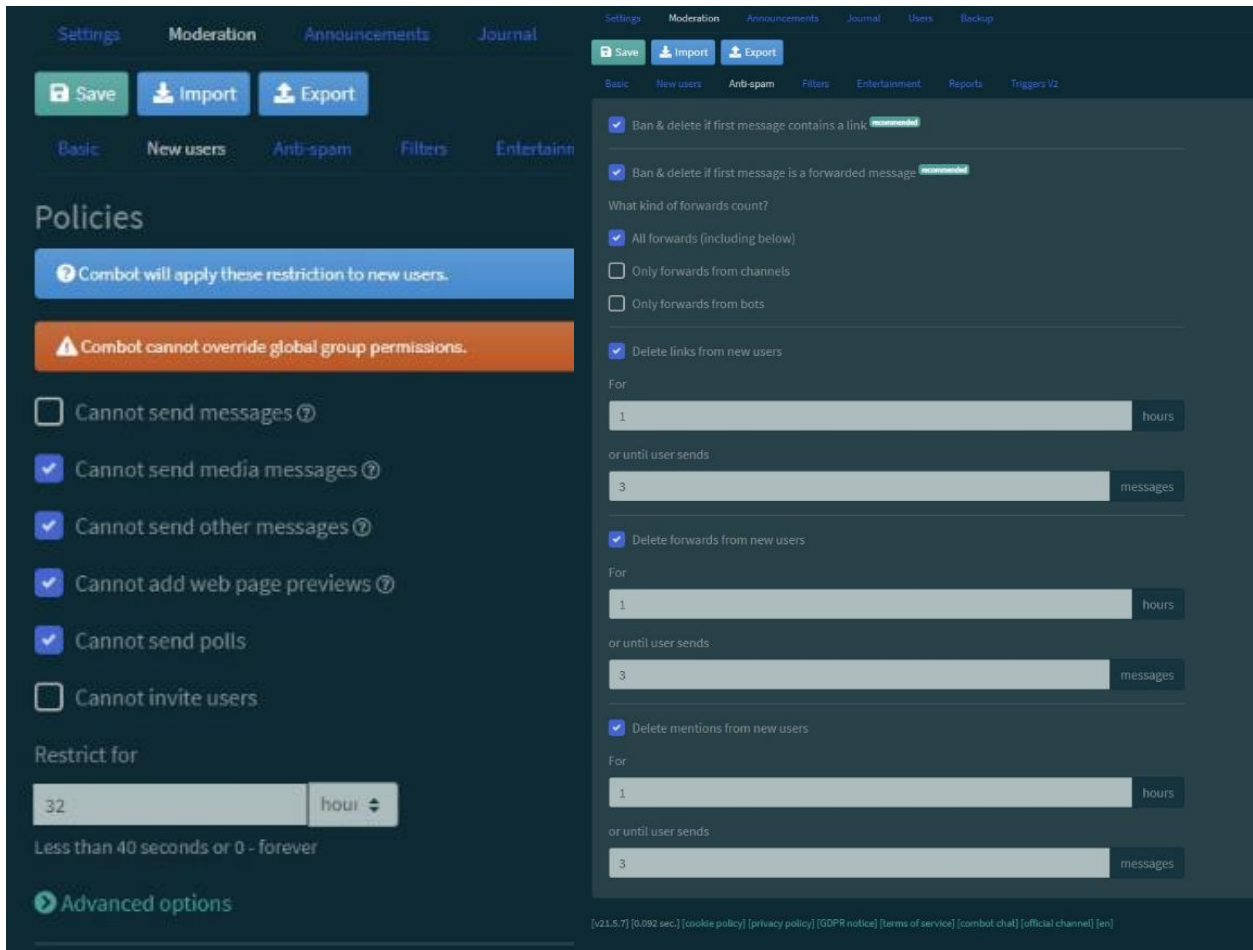 Settings Moderation Announcements Journal
Save Import Export
Basic New users Anti-spam Filters
Policies
Combot will apply these restriction to new users.
Combot cannot override global group permissions.
Cannot send messages
Cannot send media messages
Cannot send other messages
Cannot add web page previews
Cannot send polls
Cannot invite users
Restrict for
32
Less than 40 seconds or 0 - forever
Advanced options
Settings Moderation Announcements Journal Users Backup
Save Import Export
Basic New users Anti-spam Filters Entertainment Reports Triggers V2
Ban & delete if first message contains a link recommended
Ban & delete if first message is a forwarded message recommended
What kind of forwards count?
All forwards (including below)
Only forwards from channels
Only forwards from bots
Delete links from new users
For
1 hours
or until user sends
3 messages
Delete forwards from new users
For
1 hours
or until user sends
3 messages
Delete mentions from new users
For
1 hours
or until user sends
3 messages
[v21.5.7] [0.092 sec.] [cookie policy] [privacy policy] [GDPR notice] [terms of service] [combot chat] [official channel] [en]